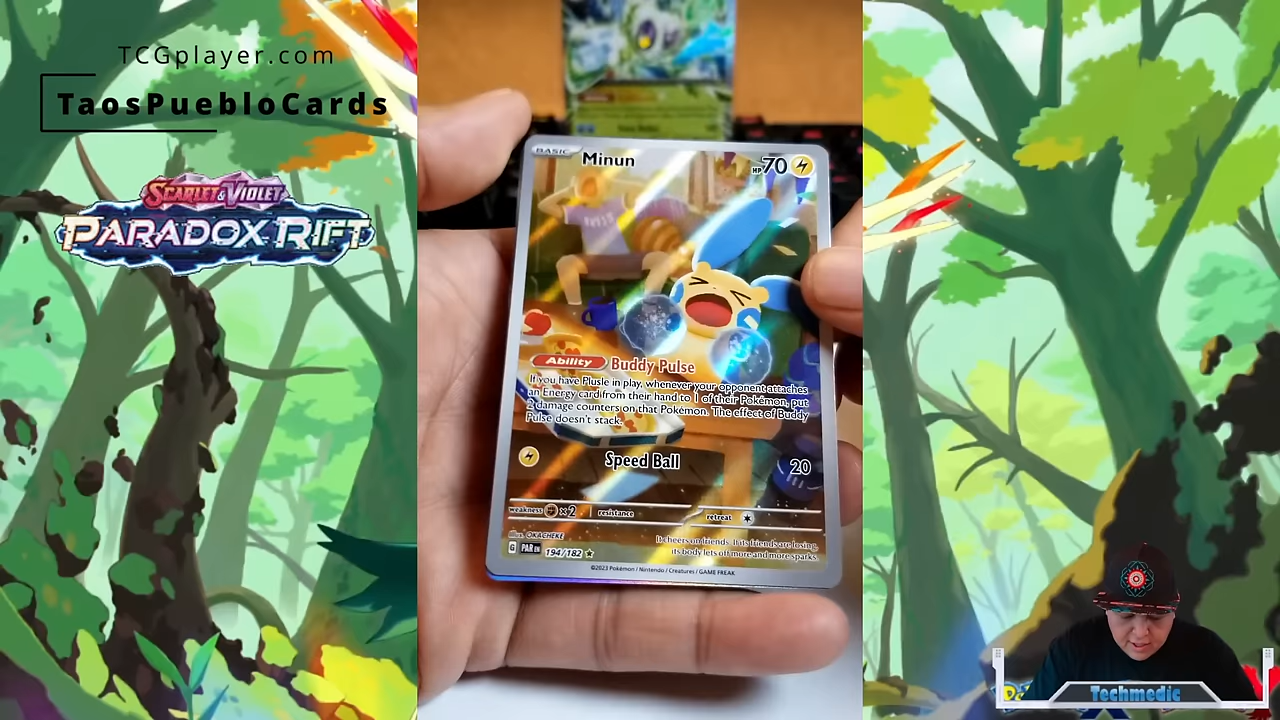 TCGplayer.com
TaosPuebloCards
SCARLET & VIOLET
PARADOX RIFT
BASIC
Minun
HP 70
Ability Buddy Pulse
If you have Plusle in play, whenever your opponent attaches
an Energy card from their hand to 1 of their Pokémon, put
2 damage counters on that Pokémon. The effect of Buddy
Pulse doesn't stack.
Speed Ball 20
weakness ×2 resistance retreat
Illus. OKACHEKE
It cheers on friends. If its friends are losing,
its body lets off more and more sparks.
G PAR EN 194/182
©2023 Pokémon / Nintendo / Creatures / GAME FREAK
Techmedic